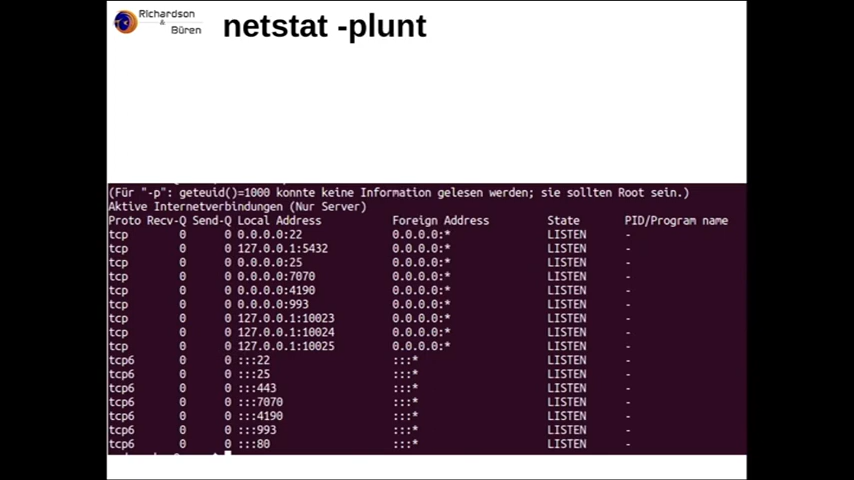 Richardson
&
Büren
netstat -plunt
(Für "-p": geteuid()=1000 konnte keine Information gelesen werden; sie sollten Root sein.)
Aktive Internetverbindungen (Nur Server)
Proto Recv-Q Send-Q Local Address Foreign Address State PID/Program name
tcp 0 0 0.0.0.0:22 0.0.0.0:* LISTEN -
tcp 0 0 127.0.0.1:5432 0.0.0.0:* LISTEN -
tcp 0 0 0.0.0.0:25 0.0.0.0:* LISTEN -
tcp 0 0 0.0.0.0:7070 0.0.0.0:* LISTEN -
tcp 0 0 0.0.0.0:4190 0.0.0.0:* LISTEN -
tcp 0 0 0.0.0.0:993 0.0.0.0:* LISTEN -
tcp 0 0 127.0.0.1:10023 0.0.0.0:* LISTEN -
tcp 0 0 127.0.0.1:10024 0.0.0.0:* LISTEN -
tcp 0 0 127.0.0.1:10025 0.0.0.0:* LISTEN -
tcp6 0 0 :::22 :::* LISTEN -
tcp6 0 0 :::25 :::* LISTEN -
tcp6 0 0 :::443 :::* LISTEN -
tcp6 0 0 :::7070 :::* LISTEN -
tcp6 0 0 :::4190 :::* LISTEN -
tcp6 0 0 :::993 :::* LISTEN -
tcp6 0 0 :::80 :::* LISTEN -